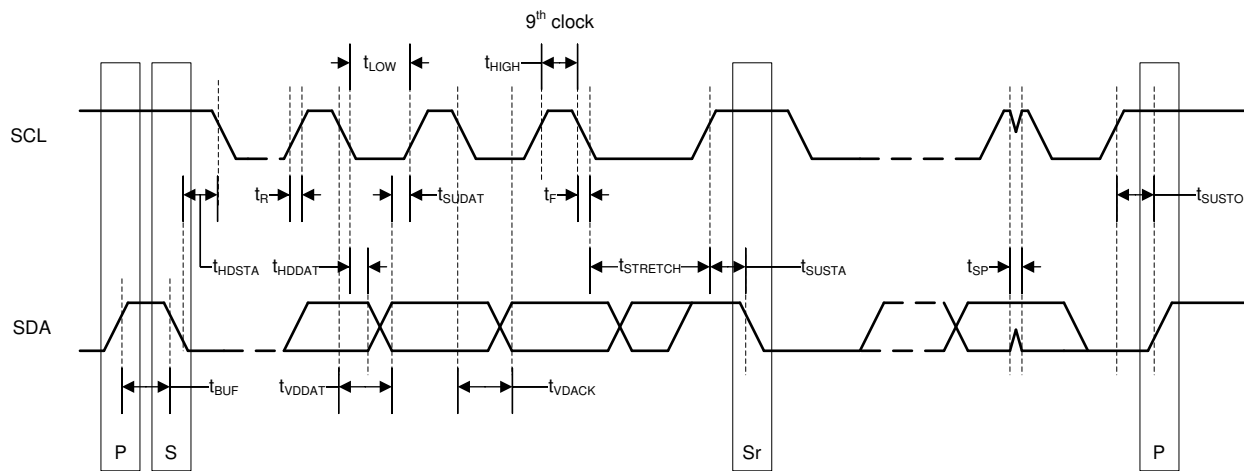 9th clock
tLOW
tHIGH
SCL
tR
tSUDAT
tF
tSUSTO
tHDSTA
tHDDAT
tSTRETCH
tSUSTA
tSP
SDA
tBUF
tVDDAT
tVDACK
P
S
Sr
P